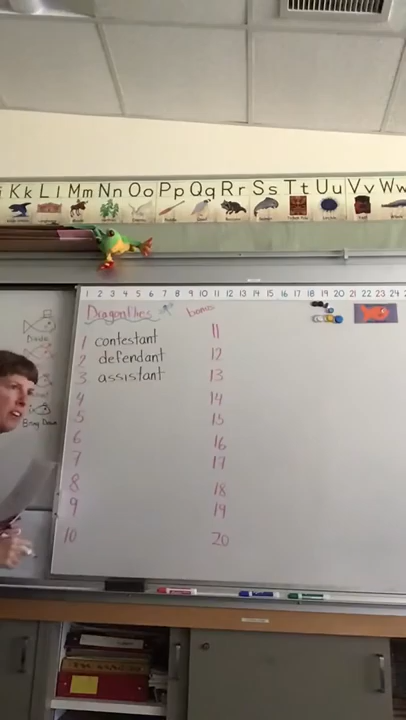 Kk Ll Mm Nn Oo Pp Qq Rr Ss Tt Uu Vv Ww
1 2 3 4 5 6 7 8 9 10 11 12 13 14 15 16 17 18 19 20 21 22 23 24
Dragonflies bonus
1 contestant 11
2 defendant 12
3 assistant 13
4 14
5 15
6 16
7 17
8 18
9 19
10 20